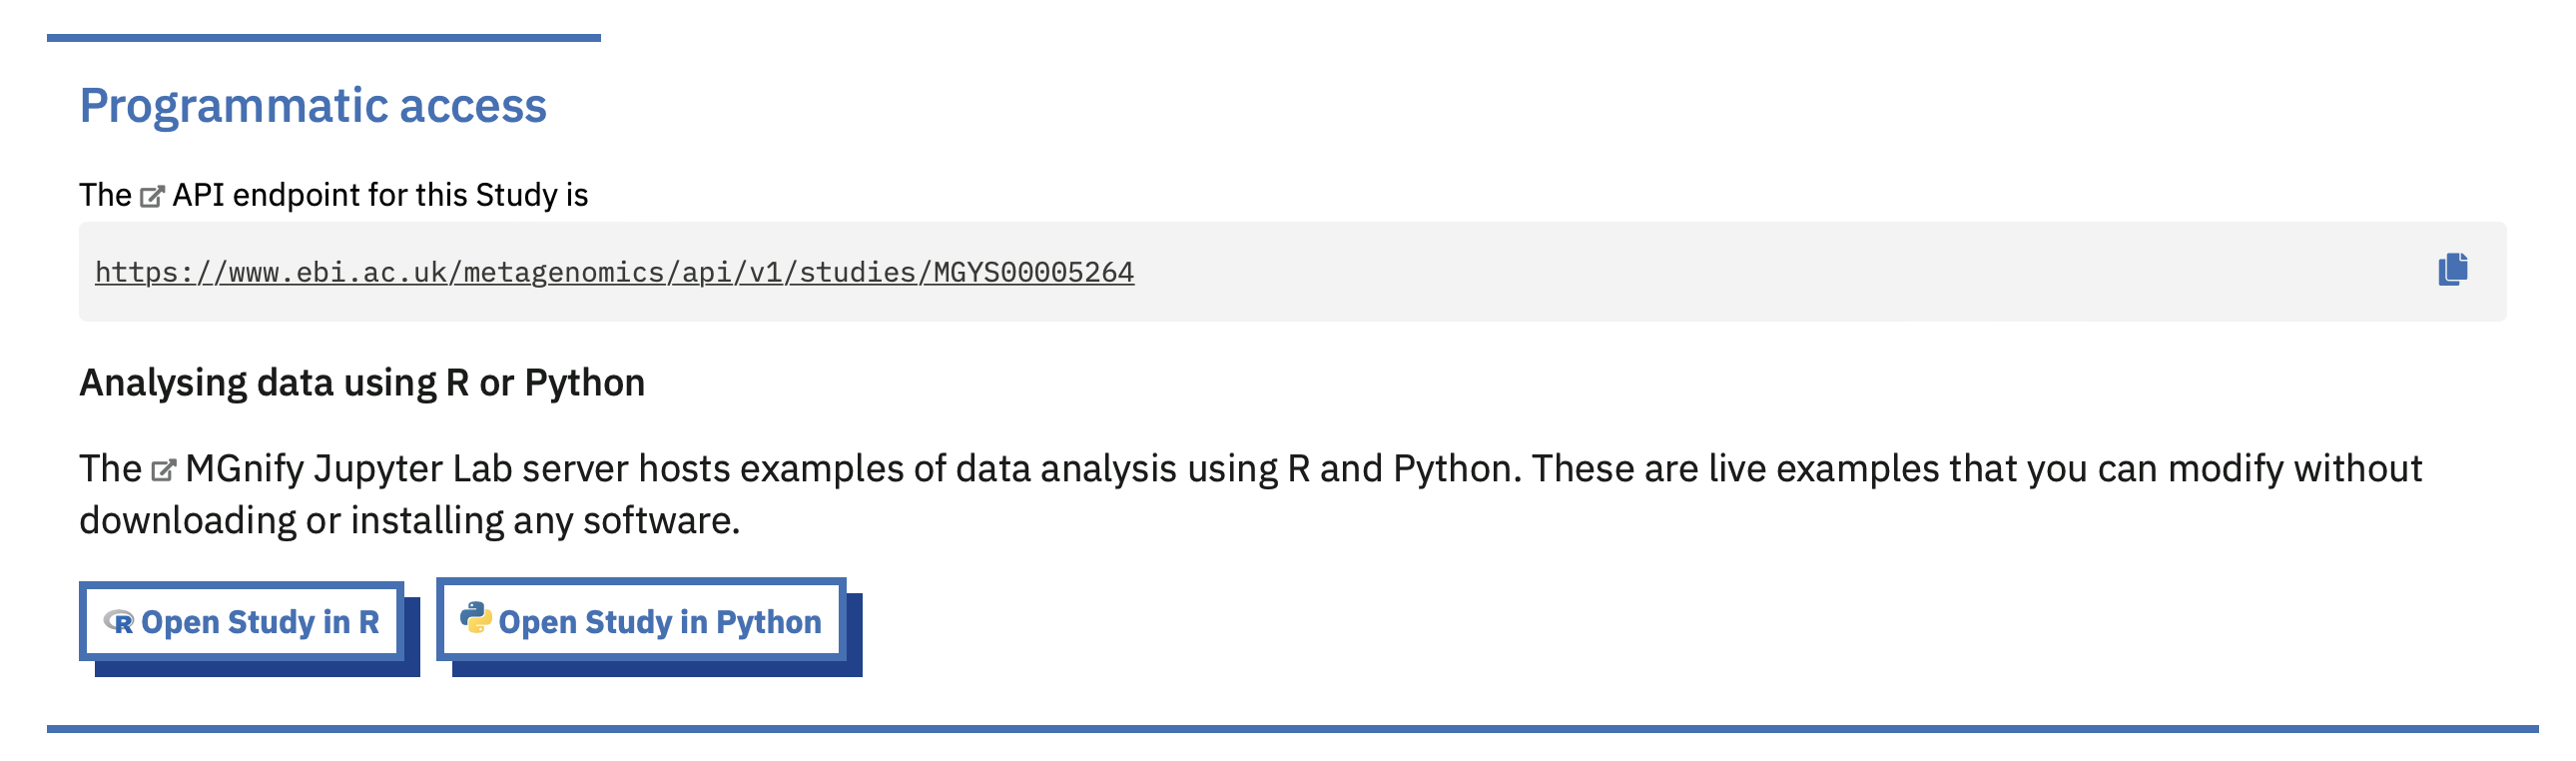 Programmatic access
The API endpoint for this Study is
https://www.ebi.ac.uk/metagenomics/api/v1/studies/MGYS00005264
Analysing data using R or Python
The MGnify Jupyter Lab server hosts examples of data analysis using R and Python. These are live examples that you can modify without
downloading or installing any software.
R Open Study in R Open Study in Python